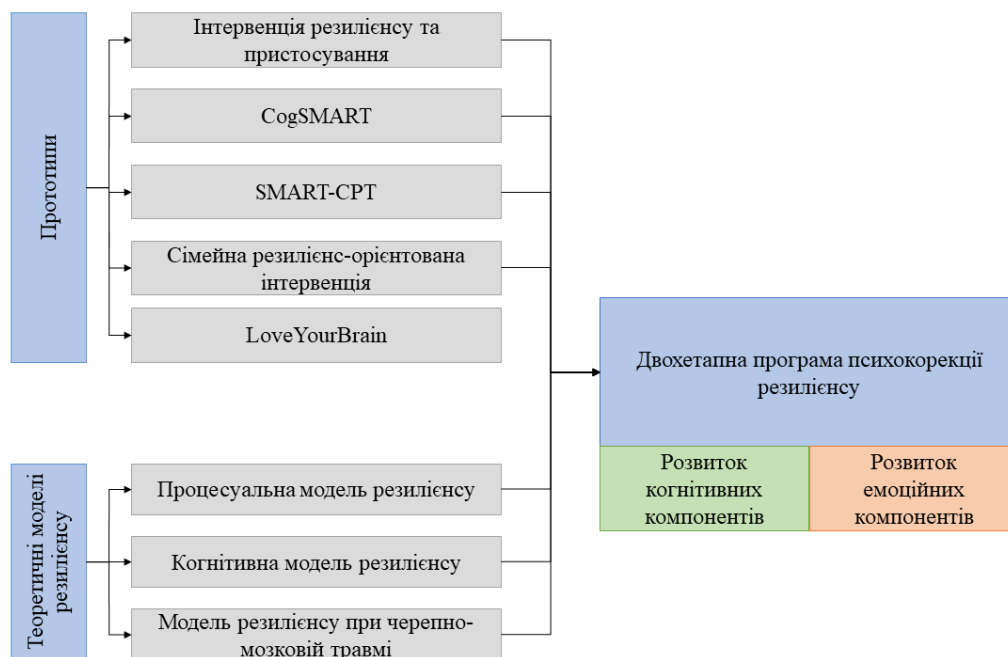 Прототипи
Інтервенція резилієнсу та
пристосування
CogSMART
SMART-CPT
Сімейна резилієнс-орієнтована
інтервенція
LoveYourBrain
Теоретичні моделі
резилієнсу
Процесуальна модель резилієнсу
Когнітивна модель резилієнсу
Модель резилієнсу при черепно-
мозковій травмі
Двохетапна програма психокорекції
резилієнсу
Розвиток
когнітивних
компонентів
Розвиток
емоційних
компонентів